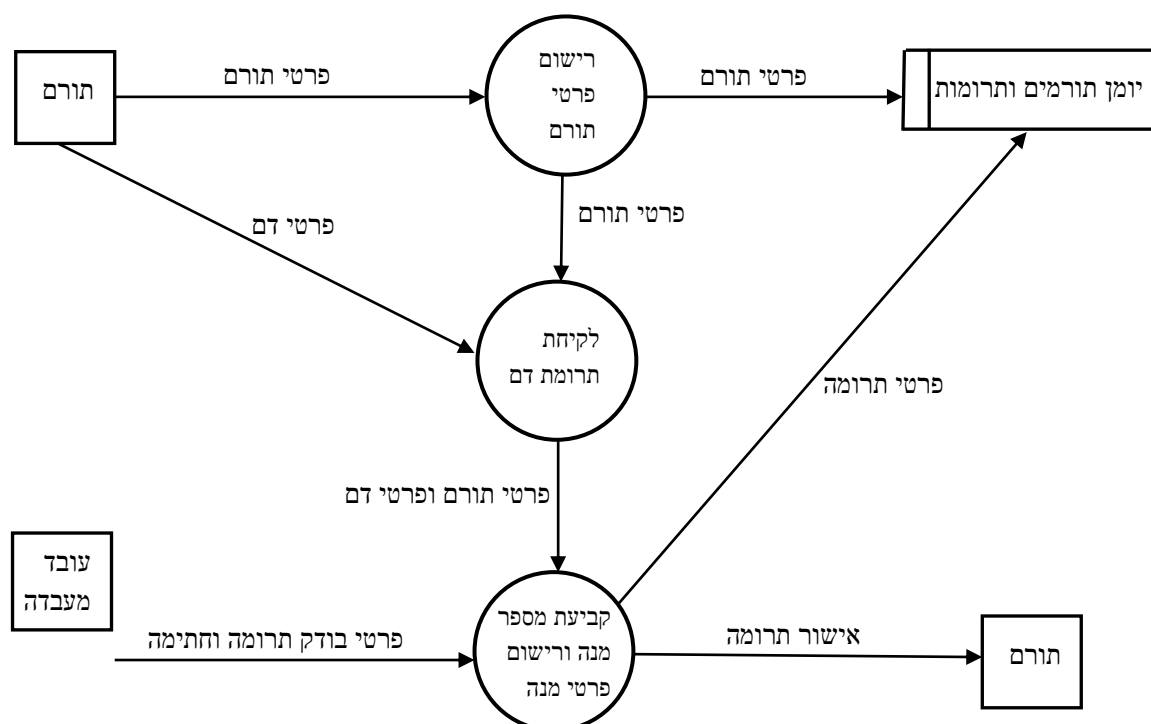 תורם
פרטי תורם
רישום
פרטי
תורם
פרטי תורם
יומן תורמים ותרומות
פרטי דם
פרטי תורם
לקיחת
תרומת דם
פרטי תרומה
פרטי תורם ופרטי דם
עובד
מעבדה
פרטי בודק תרומה וחתימה
קביעת מספר
מנה ורישום
פרטי מנה
אישור תרומה
תורם